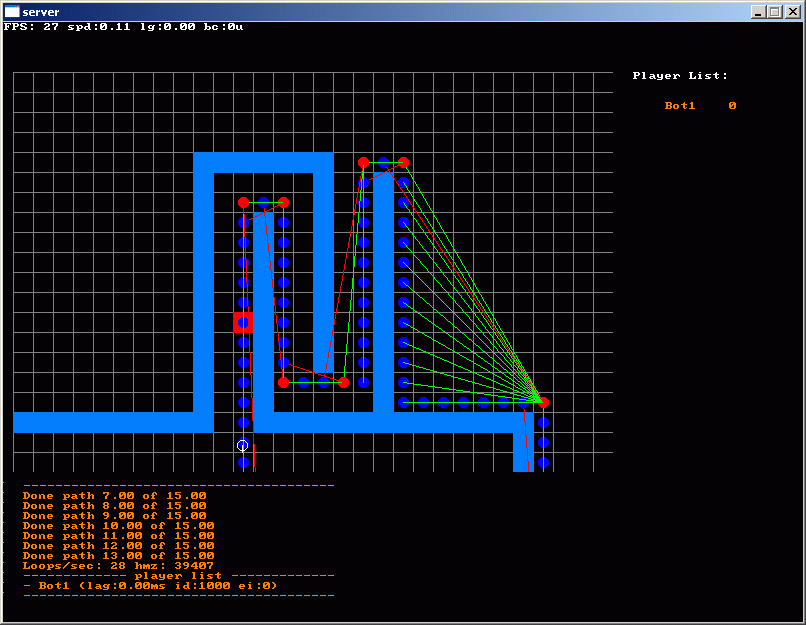 server
FPS: 27 spd:0.11 lg:0.00 bc:0u
Player List:
Bot1 0
------------------------------------
Done path 7.00 of 15.00
Done path 8.00 of 15.00
Done path 9.00 of 15.00
Done path 10.00 of 15.00
Done path 11.00 of 15.00
Done path 12.00 of 15.00
Done path 13.00 of 15.00
Loops/sec: 28 hmz: 39407
------------ player list ------------
- Bot1 (lag:0.00ms id:1000 ei:0)
------------------------------------